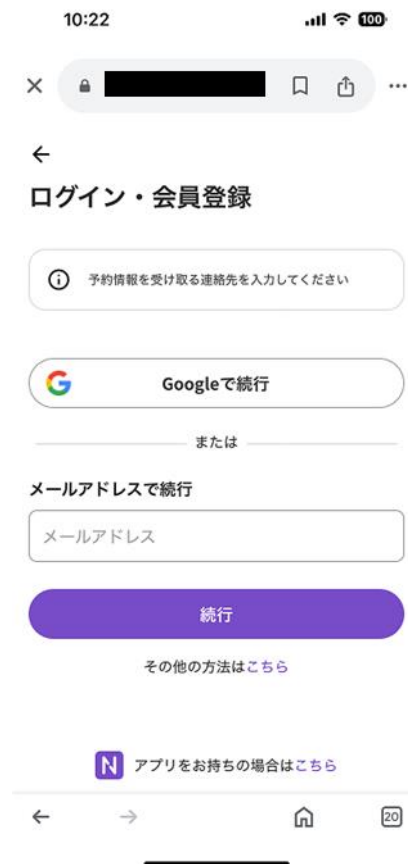 10:22
100
ログイン・会員登録
予約情報を受け取る連絡先を入力してください
Googleで続行
または
メールアドレスで続行
メールアドレス
続行
その他の方法はこちら
N アプリをお持ちの場合はこちら
20